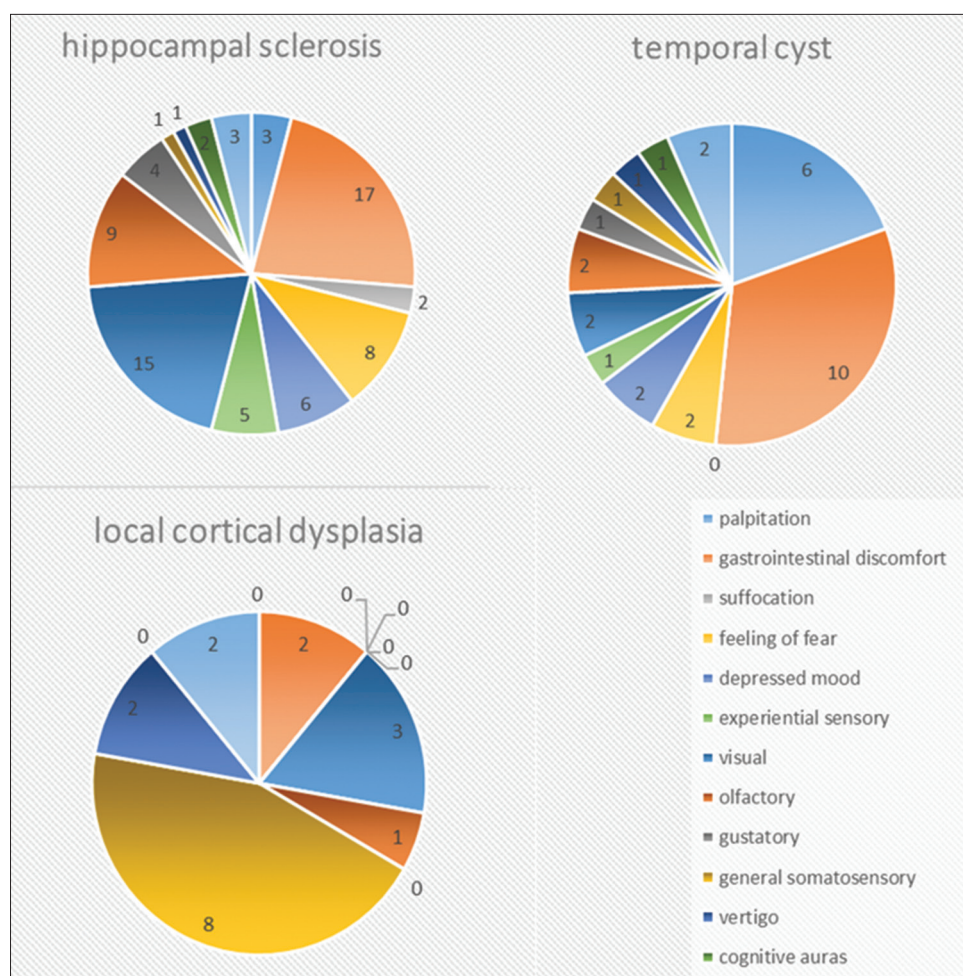 hippocampal sclerosis
3
17
2
8
6
5
15
9
4
1
1
2
3
temporal cyst
6
10
0
2
2
1
2
2
1
1
1
1
2
local cortical dysplasia
0
2
0
0
0
0
3
1
0
8
2
0
2
palpitation
gastrointestinal discomfort
suffocation
feeling of fear
depressed mood
experiential sensory
visual
olfactory
gustatory
general somatosensory
vertigo
cognitive auras